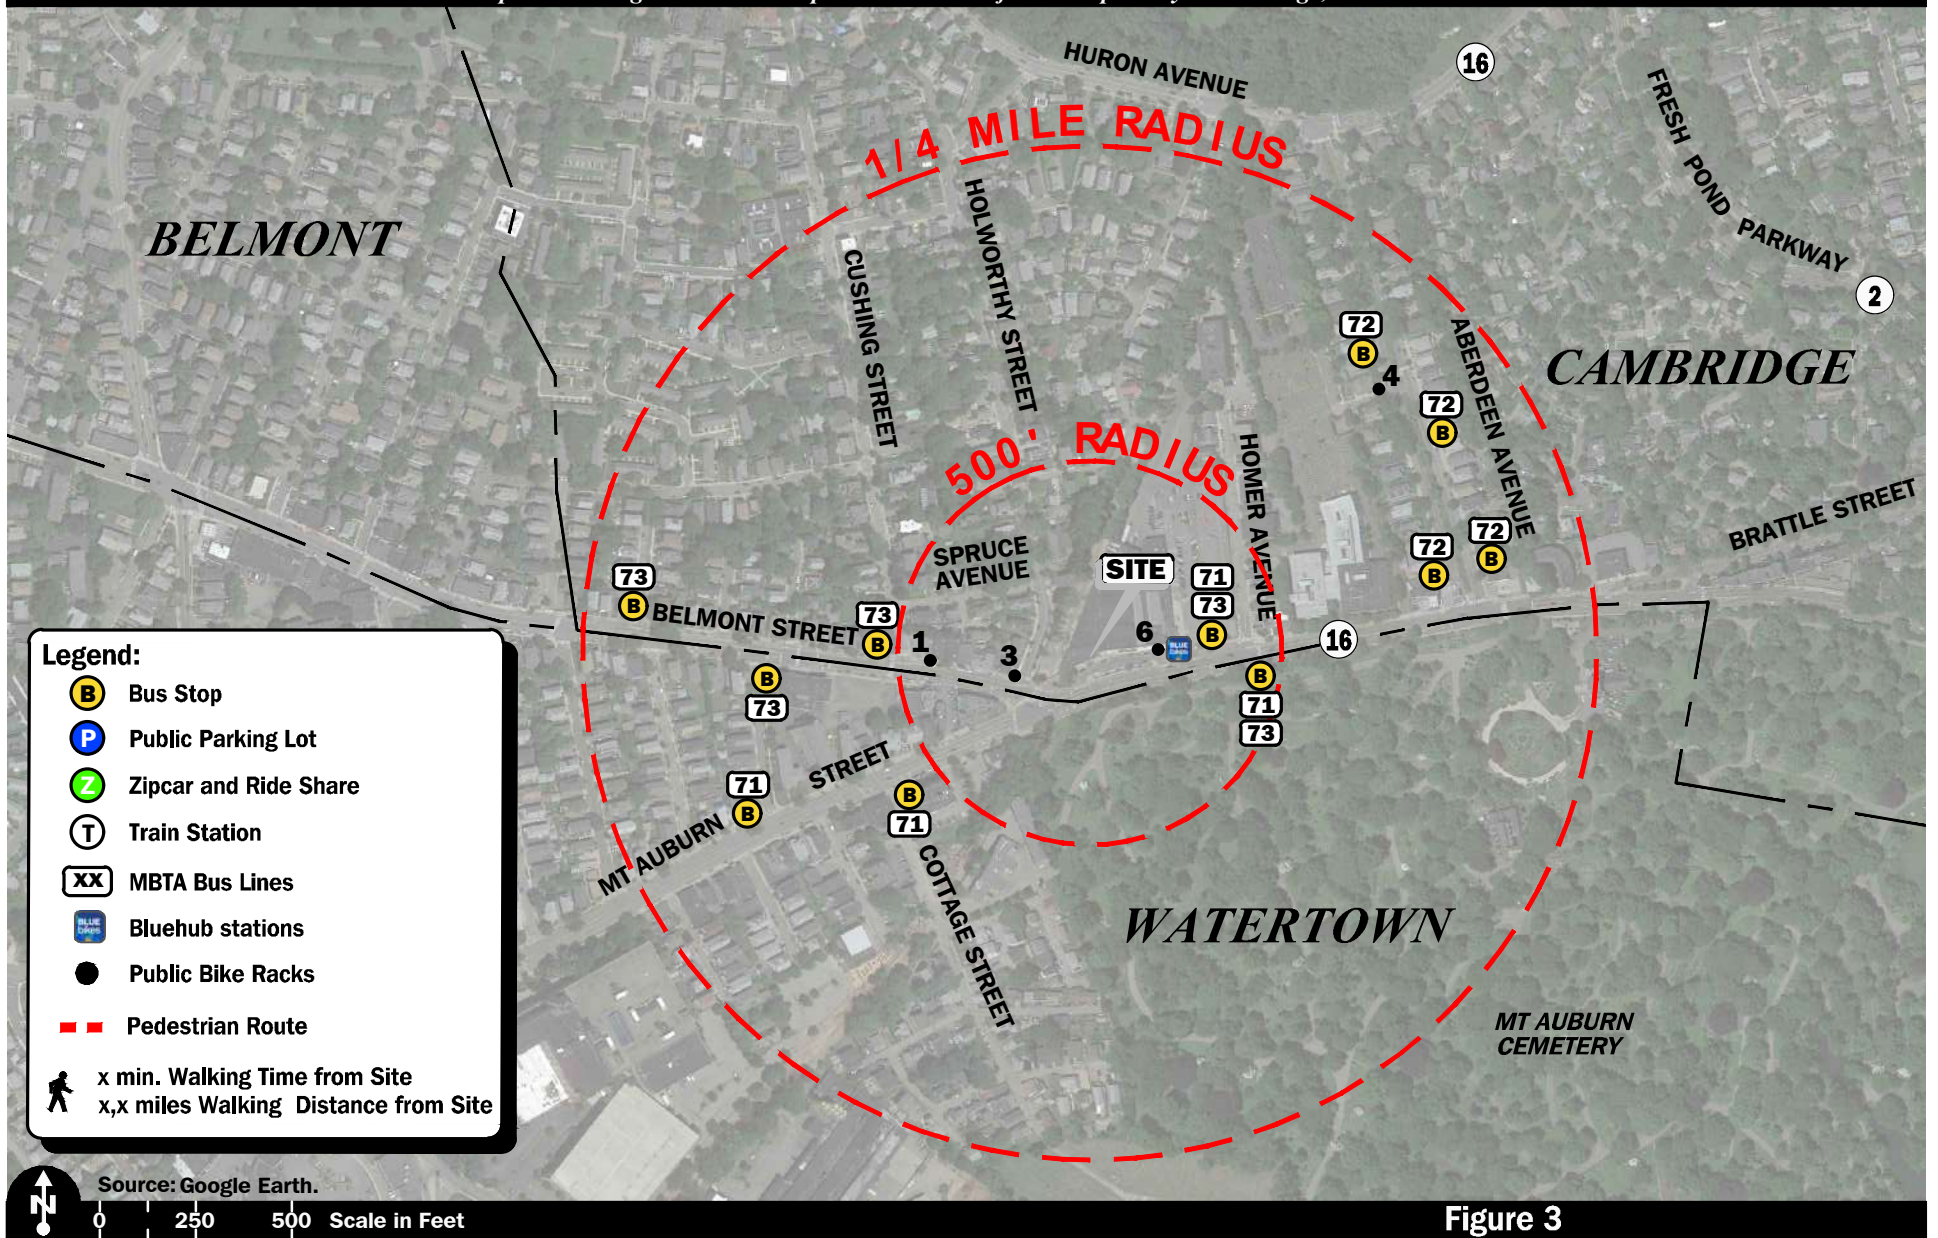 HURON AVENUE
16
FRESH POND PARKWAY
2
1/4 MILE RADIUS
BELMONT
HOLWORTHY STREET
CUSHING STREET
72
B
4
ABERDEEN AVENUE
CAMBRIDGE
72
B
500' RADIUS
HOMER AVENUE
BRATTLE STREET
SPRUCE
AVENUE
SITE
71
73
B
72
B
72
B
73
B
BELMONT STREET
73
B
1
3
6
BLUE
bikes
16
B
73
B
71
73
MT AUBURN STREET
71
B
B
71
COTTAGE STREET
WATERTOWN
MT AUBURN
CEMETERY
Legend:
B Bus Stop
P Public Parking Lot
Z Zipcar and Ride Share
T Train Station
XX MBTA Bus Lines
BLUE
bikes
Bluehub stations
Public Bike Racks
Pedestrian Route
x min. Walking Time from Site
x,x miles Walking Distance from Site
N
Source: Google Earth.
0 250 500 Scale in Feet
Figure 3